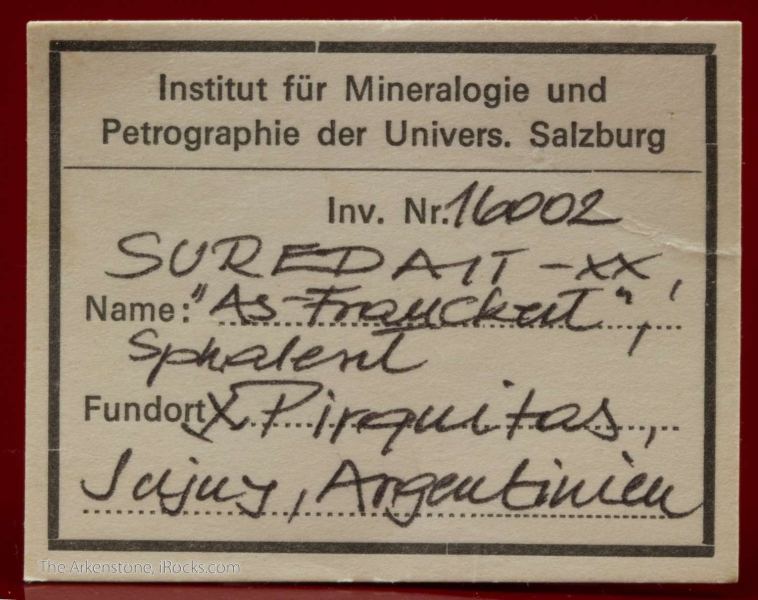 Institut für Mineralogie und
Petrographie der Univers. Salzburg
Inv. Nr. 16002
SUREDAIT-XX,
Name: "As-Franckeit",
Sphalerit
Fundort X Pirquitas,
Jujuy, Argentinien
The Arkenstone, iRocks.com